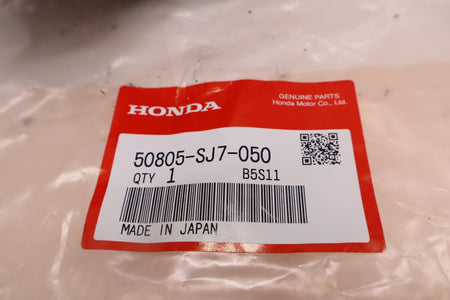 HONDA
GENUINE PARTS
Honda Motor Co., Ltd.
50805-SJ7-050
QTY 1 B5S11
MADE IN JAPAN